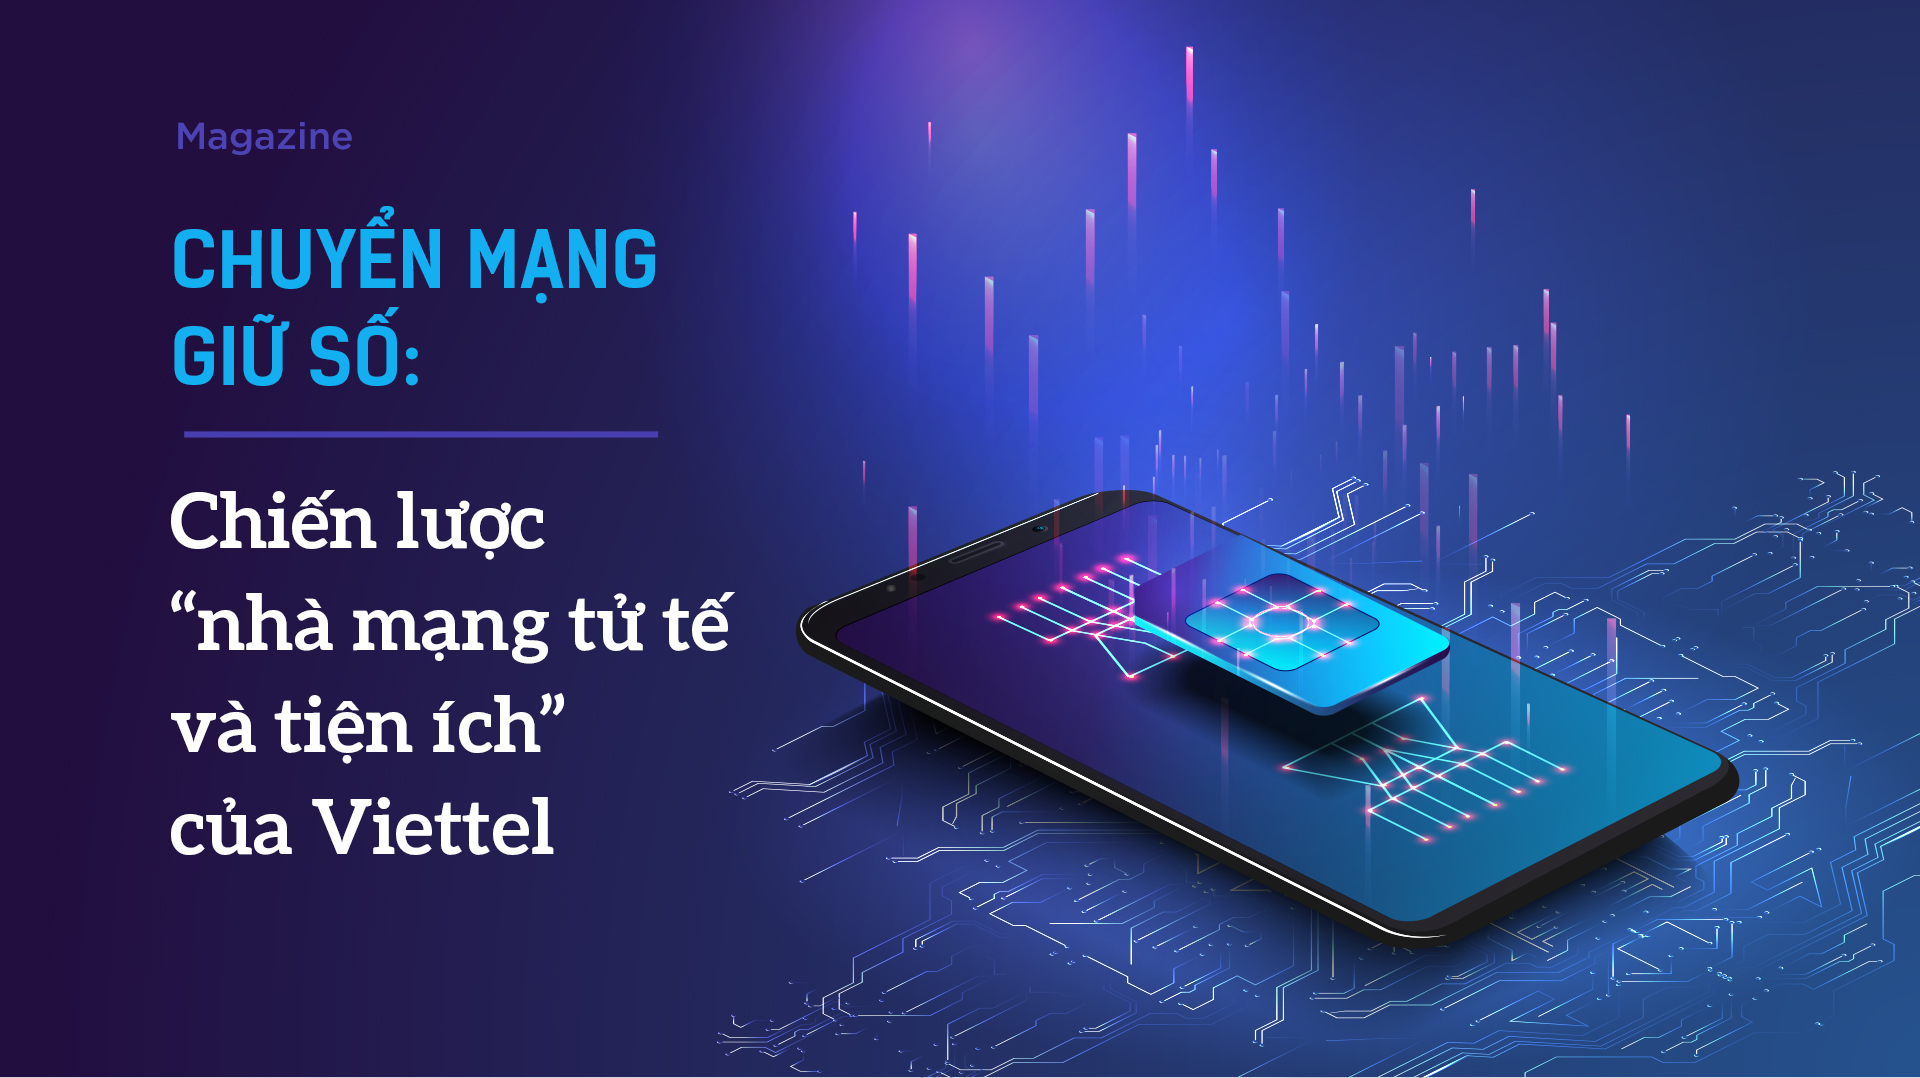 Magazine
CHUYỂN MẠNG
GIỮ SỐ:
Chiến lược
“nhà mạng tử tế
và tiện ích”
của Viettel